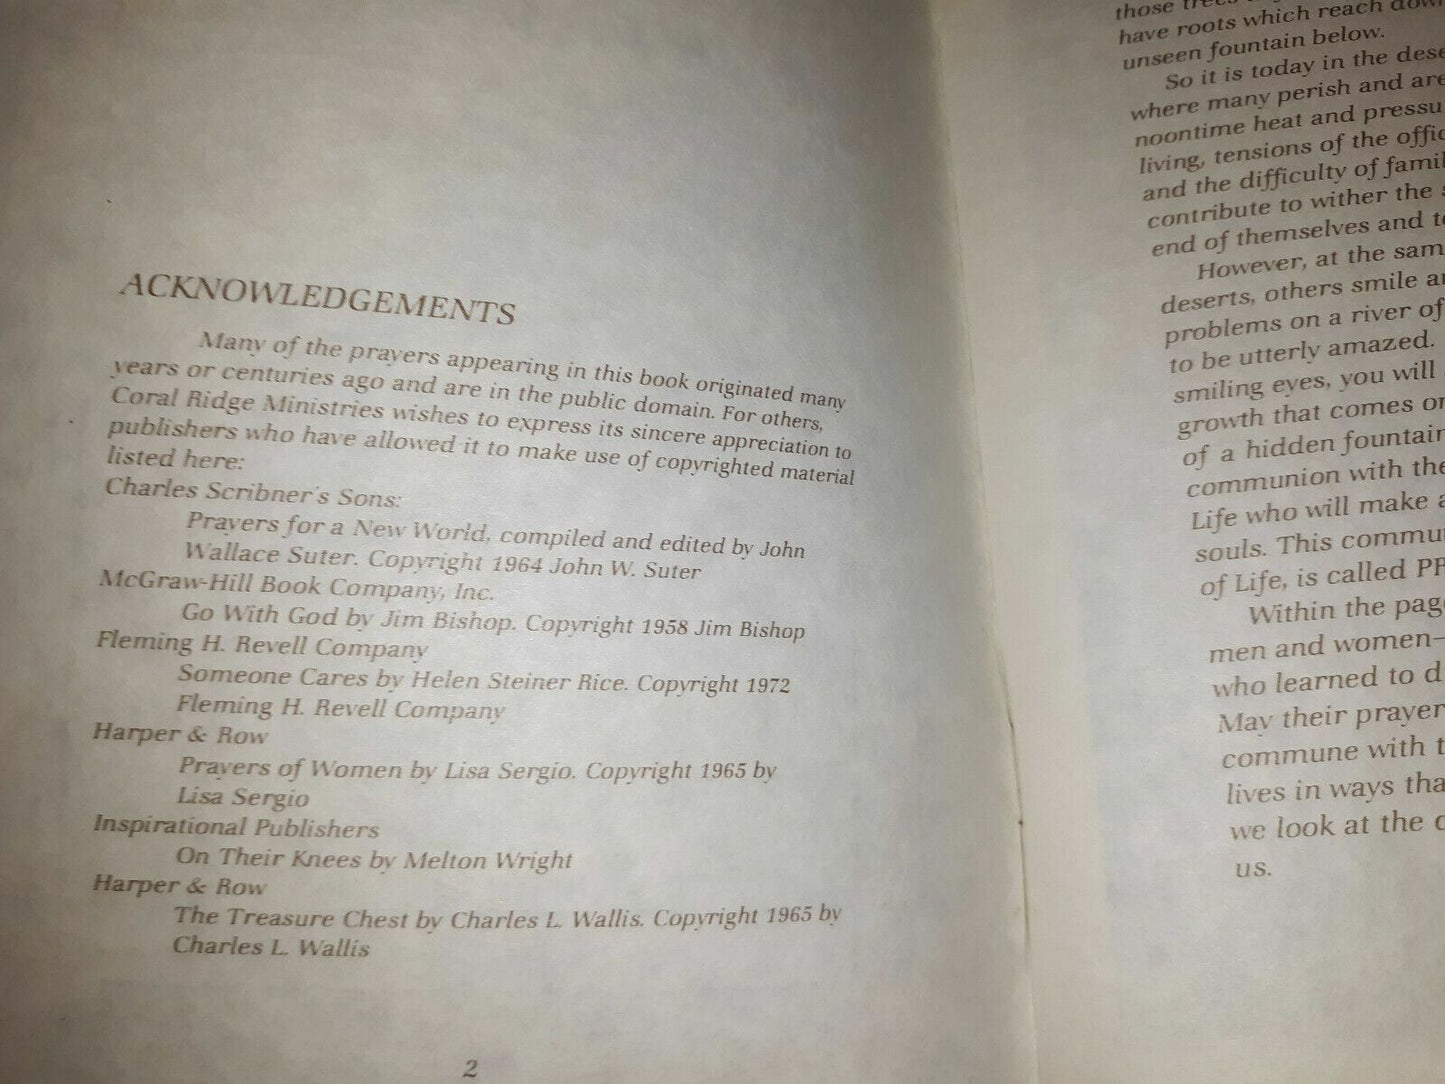 ACKNOWLEDGEMENTS
Many of the prayers appearing in this book originated many
years or centuries ago and are in the public domain. For others,
Coral Ridge Ministries wishes to express its sincere appreciation to
publishers who have allowed it to make use of copyrighted material
listed here:
Charles Scribner's Sons:
Prayers for a New World, compiled and edited by John
Wallace Suter. Copyright 1964 John W. Suter
McGraw-Hill Book Company, Inc.
Go With God by Jim Bishop. Copyright 1958 Jim Bishop
Fleming H. Revell Company
Someone Cares by Helen Steiner Rice. Copyright 1972
Fleming H. Revell Company
Harper & Row
Prayers of Women by Lisa Sergio. Copyright 1965 by
Lisa Sergio
Inspirational Publishers
On Their Knees by Melton Wright
Harper & Row
The Treasure Chest by Charles L. Wallis. Copyright 1965 by
Charles L. Wallis
2
those trees
have roots which reach down
unseen fountain below.
So it is today in the
where many perish and are
noontime heat and
living, tensions of the
and the difficulty of
contribute to wither the
end of themselves and
However, at the
deserts, others smile
problems on a river of
to be utterly amazed.
smiling eyes, you will
growth that comes
of a hidden fountain
communion with the
Life who will make
souls. This
of Life, is called
Within the
men and women—
who learned to
May their
commune with
lives in ways
we look at the
us.